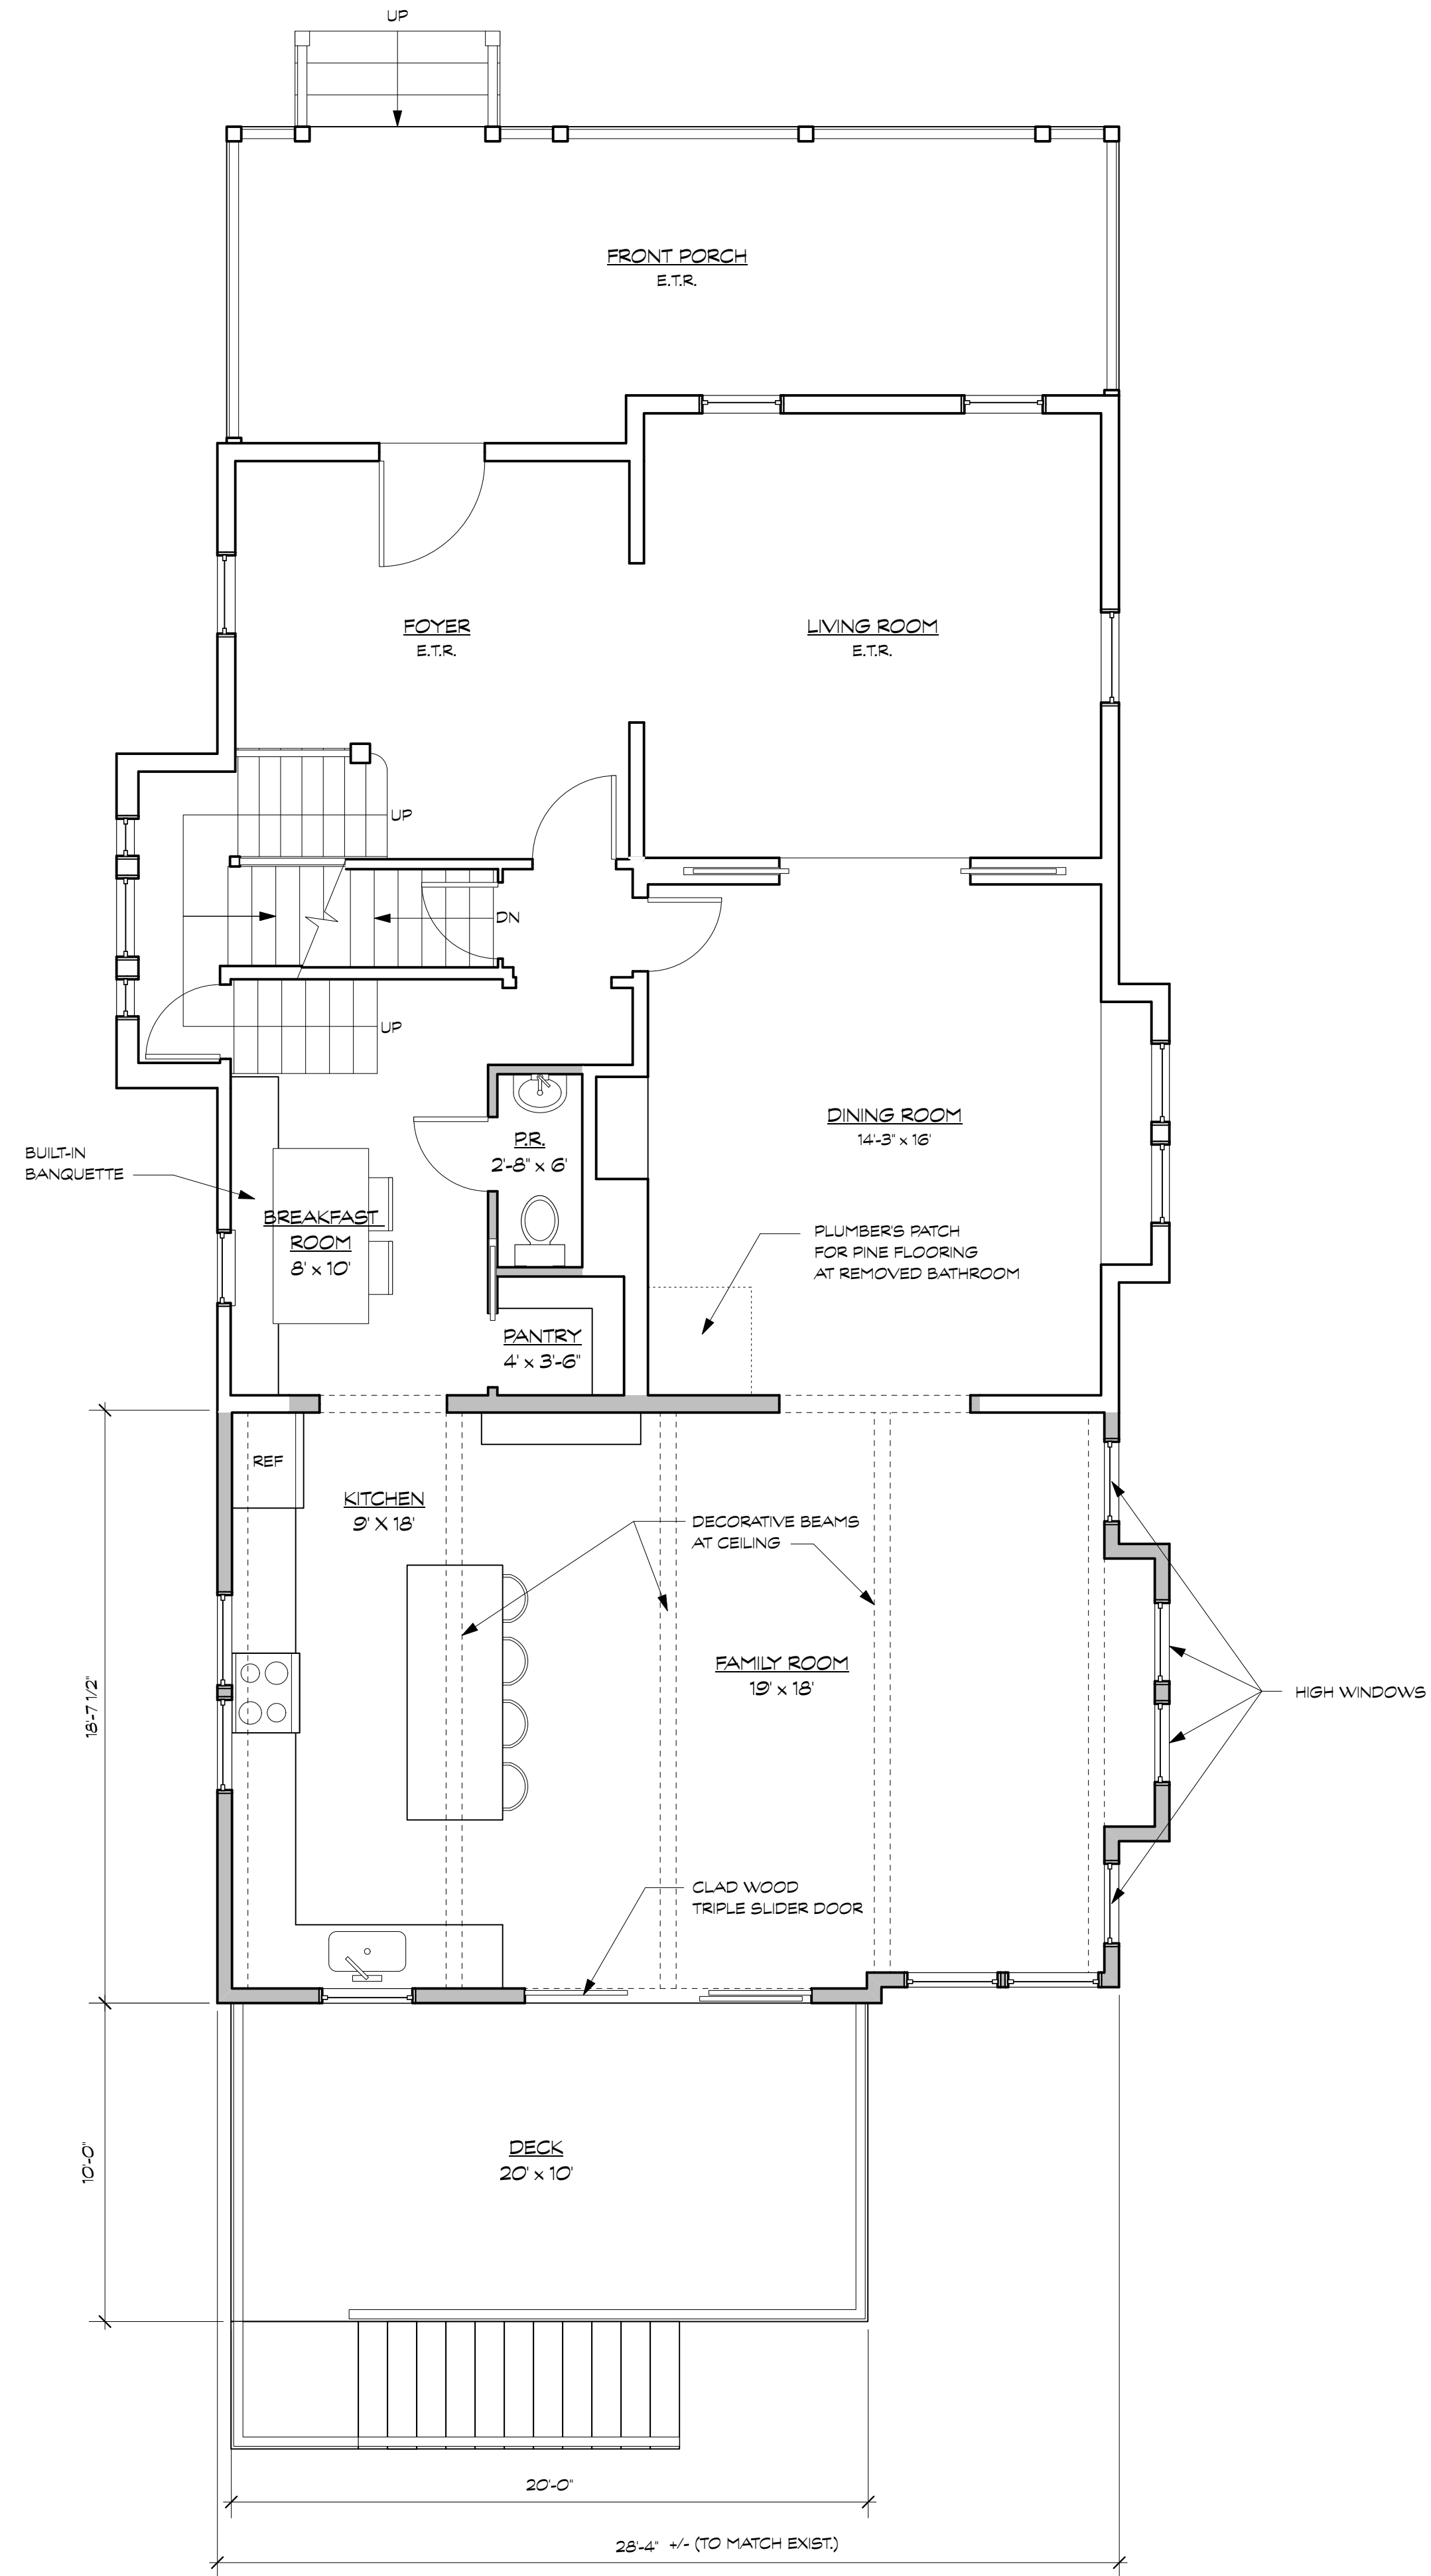 UP
FRONT PORCH
E.T.R.
FOYER
E.T.R.
LIVING ROOM
E.T.R.
UP
DN
UP
DINING ROOM
14'-3" x 16'
BUILT-IN
BANQUETTE
P.R.
2'-8" x 6'
BREAKFAST
ROOM
8' x 10'
PLUMBER'S PATCH
FOR PINE FLOORING
AT REMOVED BATHROOM
PANTRY
4' x 3'-6"
REF
KITCHEN
9' X 18'
DECORATIVE BEAMS
AT CEILING
FAMILY ROOM
19' x 18'
HIGH WINDOWS
18'-7 1/2"
CLAD WOOD
TRIPLE SLIDER DOOR
DECK
20' x 10'
10'-0"
20'-0"
28'-4" +/- (TO MATCH EXIST.)